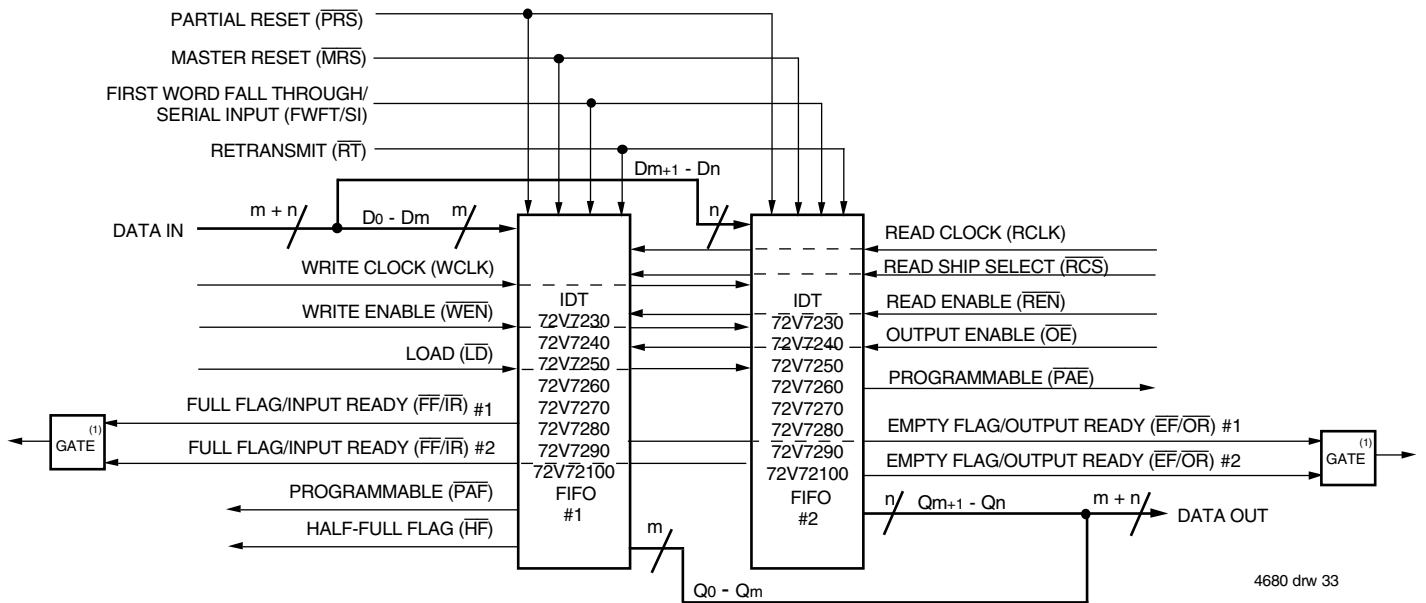 PARTIAL RESET (PRS)
MASTER RESET (MRS)
FIRST WORD FALL THROUGH/
SERIAL INPUT (FWFT/SI)
RETRANSMIT (RT)
Dm+1 - Dn
m + n
D0 - Dm
m
n
DATA IN
READ CLOCK (RCLK)
WRITE CLOCK (WCLK)
READ SHIP SELECT (RCS)
WRITE ENABLE (WEN)
READ ENABLE (REN)
LOAD (LD)
OUTPUT ENABLE (OE)
IDT
72V7230
72V7240
72V7250
72V7260
72V7270
72V7280
72V7290
72V72100
FIFO
#1
IDT
72V7230
72V7240
72V7250
72V7260
72V7270
72V7280
72V7290
72V72100
FIFO
#2
PROGRAMMABLE (PAE)
FULL FLAG/INPUT READY (FF/IR) #1
FULL FLAG/INPUT READY (FF/IR) #2
(1)
GATE
EMPTY FLAG/OUTPUT READY (EF/OR) #1
EMPTY FLAG/OUTPUT READY (EF/OR) #2
(1)
GATE
PROGRAMMABLE (PAF)
HALF-FULL FLAG (HF)
n
Qm+1 - Qn
m + n
DATA OUT
m
Q0 - Qm
4680 drw 33